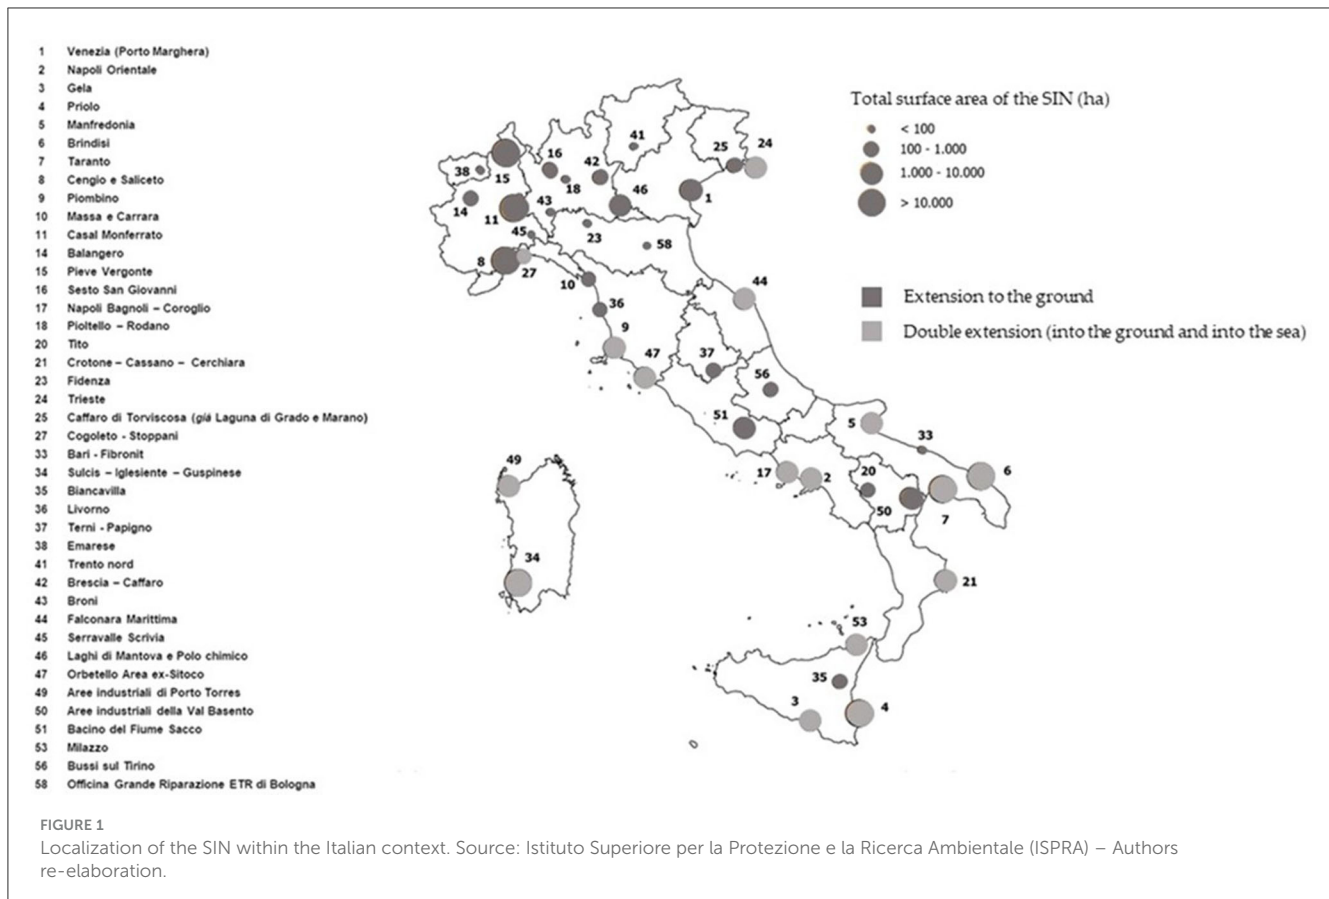 1 Venezia (Porto Marghera)
2 Napoli Orientale
3 Gela
4 Priolo
5 Manfredonia
6 Brindisi
7 Taranto
8 Cengio e Saliceto
9 Piombino
10 Massa e Carrara
11 Casal Monferrato
14 Balangero
15 Pieve Vergonte
16 Sesto San Giovanni
17 Napoli Bagnoli – Coroglio
18 Pioltello – Rodano
20 Tito
21 Crotone – Cassano – Cerchiara
23 Fidenza
24 Trieste
25 Caffaro di Torviscosa (già Laguna di Grado e Marano)
27 Cogoleto - Stoppani
33 Bari - Fibronit
34 Sulcis – Iglesiente – Guspinese
35 Biancavilla
36 Livorno
37 Terni - Papigno
38 Emarese
41 Trento nord
42 Brescia – Caffaro
43 Broni
44 Falconara Marittima
45 Serravalle Scrivia
46 Laghi di Mantova e Polo chimico
47 Orbetello Area ex-Sitoco
49 Aree industriali di Porto Torres
50 Aree industriali della Val Basento
51 Bacino del Fiume Sacco
53 Milazzo
56 Bussi sul Tirino
58 Officina Grande Riparazione ETR di Bologna
41
24
25
16
42
38
15
18
46
1
14
11
43
45
23
58
8
27
10
44
36
9
47
37
56
51
5
33
49
17
2
20
6
50
7
34
21
53
35
3
4
Total surface area of the SIN (ha)
< 100
100 - 1.000
1.000 - 10.000
> 10.000
Extension to the ground
Double extension (into the ground and into the sea)
FIGURE 1
Localization of the SIN within the Italian context. Source: Istituto Superiore per la Protezione e la Ricerca Ambientale (ISPRA) – Authors
re-elaboration.